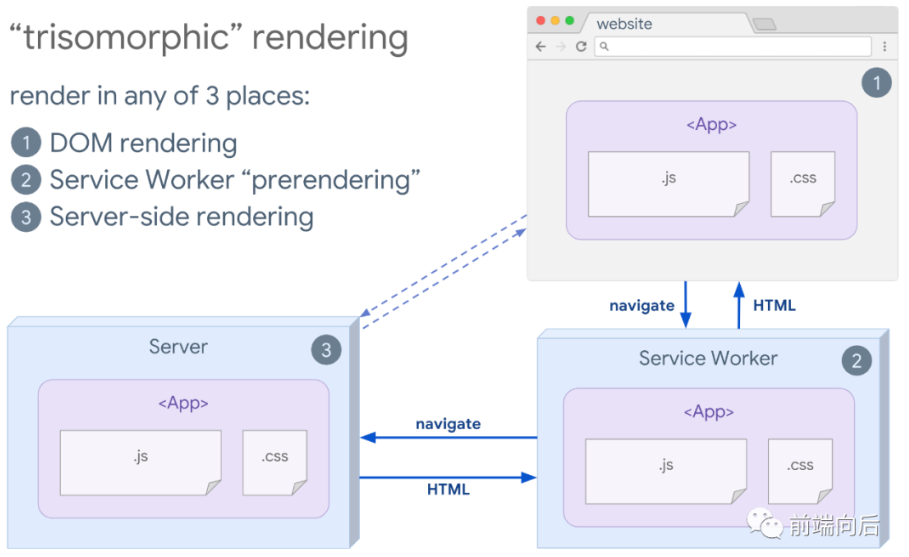 “trisomorphic” rendering
render in any of 3 places:
1 DOM rendering
2 Service Worker “prerendering”
3 Server-side rendering
website
1
<App>
.js
.css
navigate
HTML
Server
3
<App>
.js
.css
navigate
HTML
Service Worker
2
<App>
.js
.css
前端向后